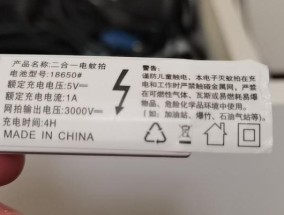 产品名称:二合一电蚊拍
电池型号:18650#
额定充电电压:5V⎓
额定充电电流:1A
网拍输出电压:3000V⎓
充电时间:4H
MADE IN CHINA
警告:
谨防儿童触电,本电子灭蚊拍在充
电和工作时严禁触碰金属网,严禁
在可燃性气体、瓦斯或易燃易爆
物品、危险化学品环境中使用。
(如:加油站、爆竹、石油气站等)。